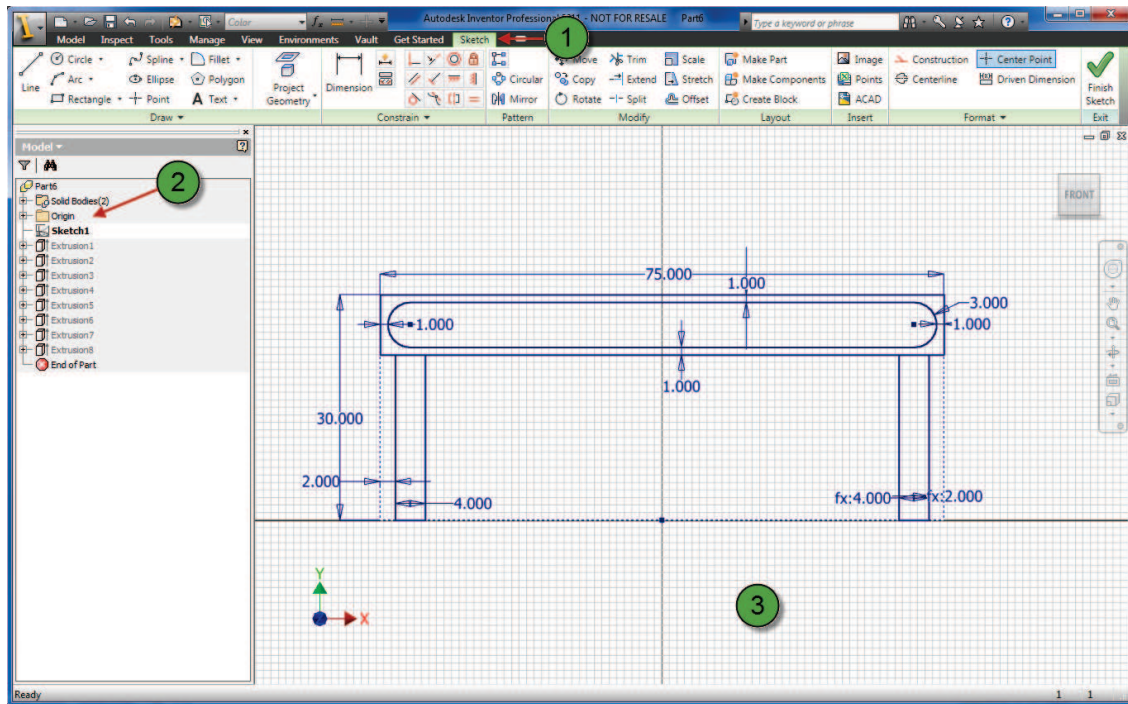 Color
Autodesk Inventor Professional 2011 - NOT FOR RESALE Part6
Type a keyword or phrase
Model Inspect Tools Manage View Environments Vault Get Started Sketch
1
Line
Circle
Arc
Rectangle
Spline
Ellipse
Point
Fillet
Polygon
Text
Project Geometry
Dimension
Circular
Mirror
Move
Copy
Rotate
Trim
Extend
Split
Scale
Stretch
Offset
Make Part
Make Components
Create Block
Image
Points
ACAD
Construction
Centerline
Center Point
Driven Dimension
Finish Sketch
Draw Constrain Pattern Modify Layout Insert Format Exit
Model
2
Part6
Solid Bodies(2)
Origin
Sketch1
Extrusion1
Extrusion2
Extrusion3
Extrusion4
Extrusion5
Extrusion6
Extrusion7
Extrusion8
End of Part
FRONT
75.000
1.000
3.000
1.000
1.000
1.000
30.000
2.000
4.000
fx:4.000
fx:2.000
Y
X
3
Ready
1 1